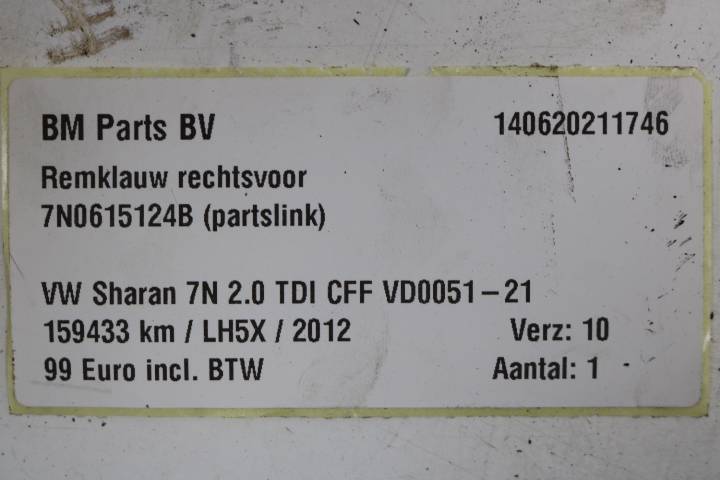 BM Parts BV 140620211746
Remklauw rechtsvoor
7N0615124B (partslink)
VW Sharan 7N 2.0 TDI CFF VD0051-21
159433 km / LH5X / 2012 Verz: 10
99 Euro incl. BTW Aantal: 1